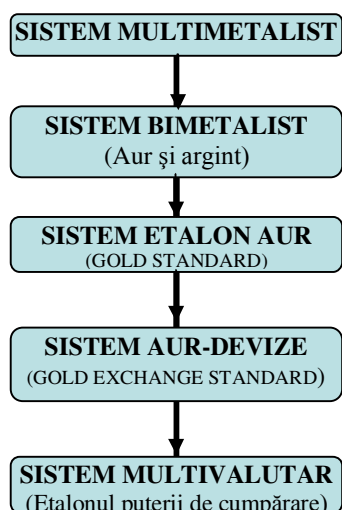 SISTEM MULTIMETALIST
SISTEM BIMETALIST
(Aur şi argint)
SISTEM ETALON AUR
(GOLD STANDARD)
SISTEM AUR-DEVIZE
(GOLD EXCHANGE STANDARD)
SISTEM MULTIVALUTAR
(Etalonul puterii de cumpărare)